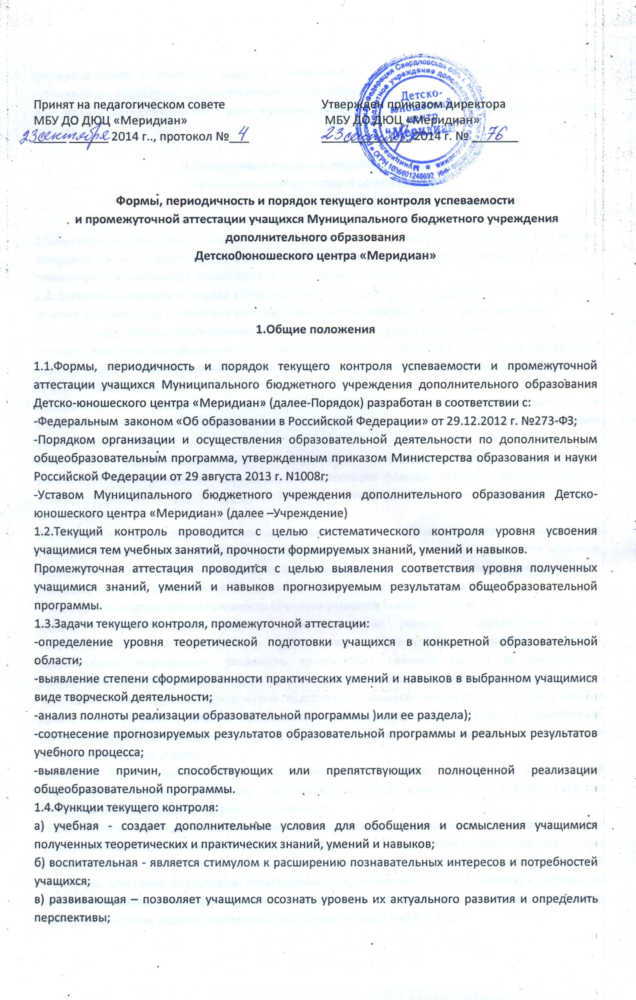 Принят на педагогическом совете
МБУ ДО ДЮЦ «Меридиан»
23 сентября 2014 г.., протокол № 4
Утвержден приказом директора
МБУ ДО ДЮЦ «Меридиан»
23 сентября 2014 г. № 76
Российская Федерация Свердловская обл. г. Нижний Тагил
ОГРН 1036601246692 ИНН
Муниципальное бюджетное учреждение дополнительного образования
Детско-
юношеский
центр
"Меридиан"
Формы, периодичность и порядок текущего контроля успеваемости
и промежуточной аттестации учащихся Муниципального бюджетного учреждения
дополнительного образования
Детско0юношеского центра «Меридиан»
1.Общие положения
1.1.Формы, периодичность и порядок текущего контроля успеваемости и промежуточной
аттестации учащихся Муниципального бюджетного учреждения дополнительного образования
Детско-юношеского центра «Меридиан» (далее-Порядок) разработан в соответствии с:
-Федеральным законом «Об образовании в Российской Федерации» от 29.12.2012 г. №273-ФЗ;
-Порядком организации и осуществления образовательной деятельности по дополнительным
общеобразовательным программа, утвержденным приказом Министерства образования и науки
Российской Федерации от 29 августа 2013 г. N1008г;
-Уставом Муниципального бюджетного учреждения дополнительного образования Детско-
юношеского центра «Меридиан» (далее –Учреждение)
1.2.Текущий контроль проводится с целью систематического контроля уровня усвоения
учащимися тем учебных занятий, прочности формируемых знаний, умений и навыков.
Промежуточная аттестация проводится с целью выявления соответствия уровня полученных
учащимися знаний, умений и навыков прогнозируемым результатам общеобразовательной
программы.
1.3.Задачи текущего контроля, промежуточной аттестации:
-определение уровня теоретической подготовки учащихся в конкретной образовательной
области;
-выявление степени сформированности практических умений и навыков в выбранном учащимися
виде творческой деятельности;
-анализ полноты реализации образовательной программы )или ее раздела);
-соотнесение прогнозируемых результатов образовательной программы и реальных результатов
учебного процесса;
-выявление причин, способствующих или препятствующих полноценной реализации
общеобразовательной программы.
1.4.Функции текущего контроля:
а) учебная - создает дополнительные условия для обобщения и осмысления учащимися
полученных теоретических и практических знаний, умений и навыков;
б) воспитательная - является стимулом к расширению познавательных интересов и потребностей
учащихся;
в) развивающая – позволяет учащимся осознать уровень их актуального развития и определить
перспективы;